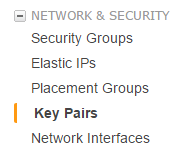 NETWORK & SECURITY
Security Groups
Elastic IPs
Placement Groups
Key Pairs
Network Interfaces